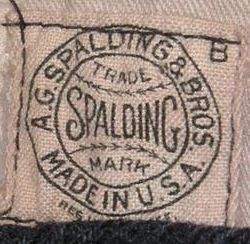 A.G. SPALDING & BROS.
B
TRADE
SPALDING
MARK
MADE IN U.S.A.